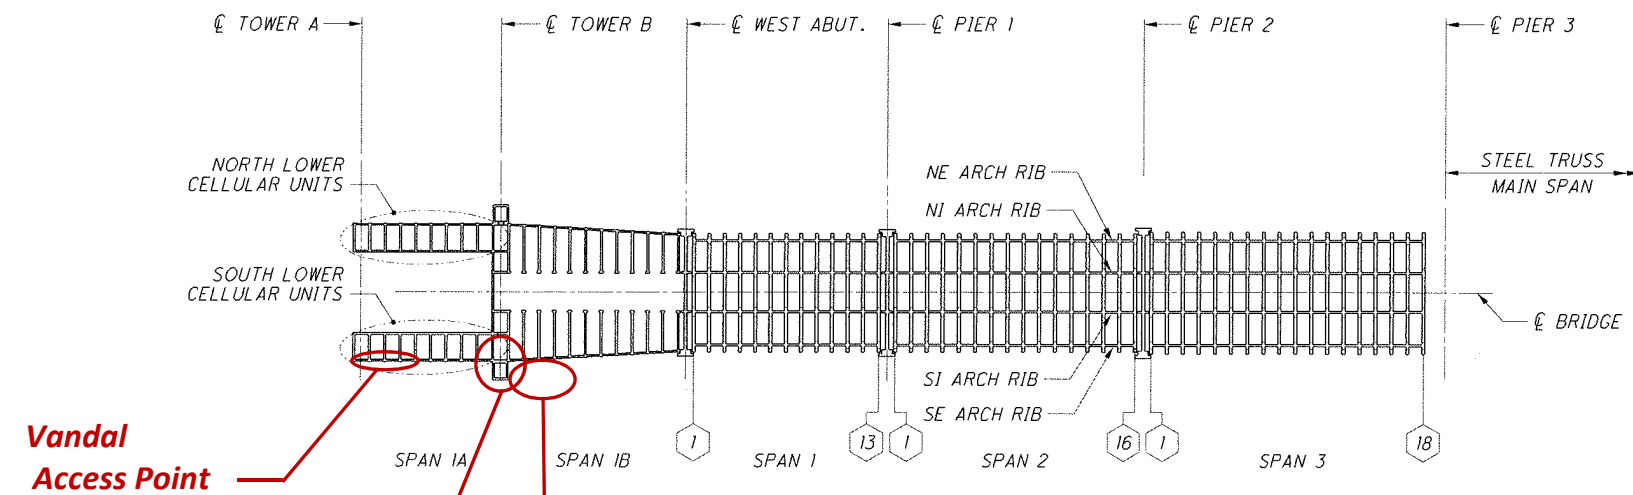 ℄ TOWER A
℄ TOWER B
℄ WEST ABUT.
℄ PIER 1
℄ PIER 2
℄ PIER 3
NORTH LOWER
CELLULAR UNITS
SOUTH LOWER
CELLULAR UNITS
NE ARCH RIB
NI ARCH RIB
STEEL TRUSS
MAIN SPAN
℄ BRIDGE
SI ARCH RIB
SE ARCH RIB
1
13
1
16
1
18
SPAN 1A
SPAN 1B
SPAN 1
SPAN 2
SPAN 3
Vandal
Access Point